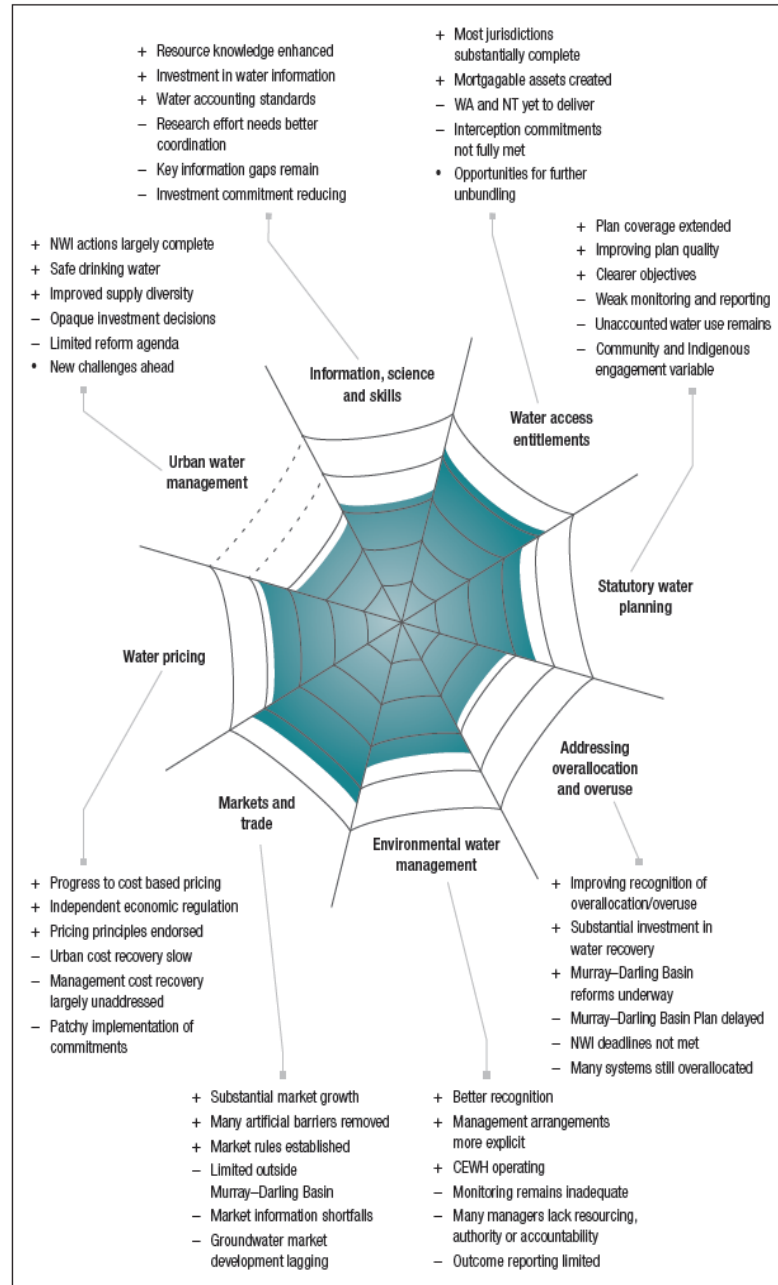 + Resource knowledge enhanced
+ Investment in water information
+ Water accounting standards
– Research effort needs better
coordination
– Key information gaps remain
– Investment commitment reducing
+ Most jurisdictions
substantially complete
+ Mortgagable assets created
– WA and NT yet to deliver
– Interception commitments
not fully met
• Opportunities for further
unbundling
+ NWI actions largely complete
+ Safe drinking water
+ Improved supply diversity
– Opaque investment decisions
– Limited reform agenda
• New challenges ahead
+ Plan coverage extended
+ Improving plan quality
+ Clearer objectives
– Weak monitoring and reporting
– Unaccounted water use remains
– Community and Indigenous
engagement variable
Information, science
and skills
Water access
entitlements
Urban water
management
Statutory water
planning
Water pricing
Addressing
overallocation
and overuse
Markets and
trade
Environmental water
management
+ Progress to cost based pricing
+ Independent economic regulation
+ Pricing principles endorsed
– Urban cost recovery slow
– Management cost recovery
largely unaddressed
– Patchy implementation of
commitments
+ Improving recognition of
overallocation/overuse
+ Substantial investment in
water recovery
+ Murray–Darling Basin
reforms underway
– Murray–Darling Basin Plan delayed
– NWI deadlines not met
– Many systems still overallocated
+ Substantial market growth
+ Many artificial barriers removed
+ Market rules established
– Limited outside
Murray–Darling Basin
– Market information shortfalls
– Groundwater market
development lagging
+ Better recognition
+ Management arrangements
more explicit
+ CEWH operating
– Monitoring remains inadequate
– Many managers lack resourcing,
authority or accountability
– Outcome reporting limited